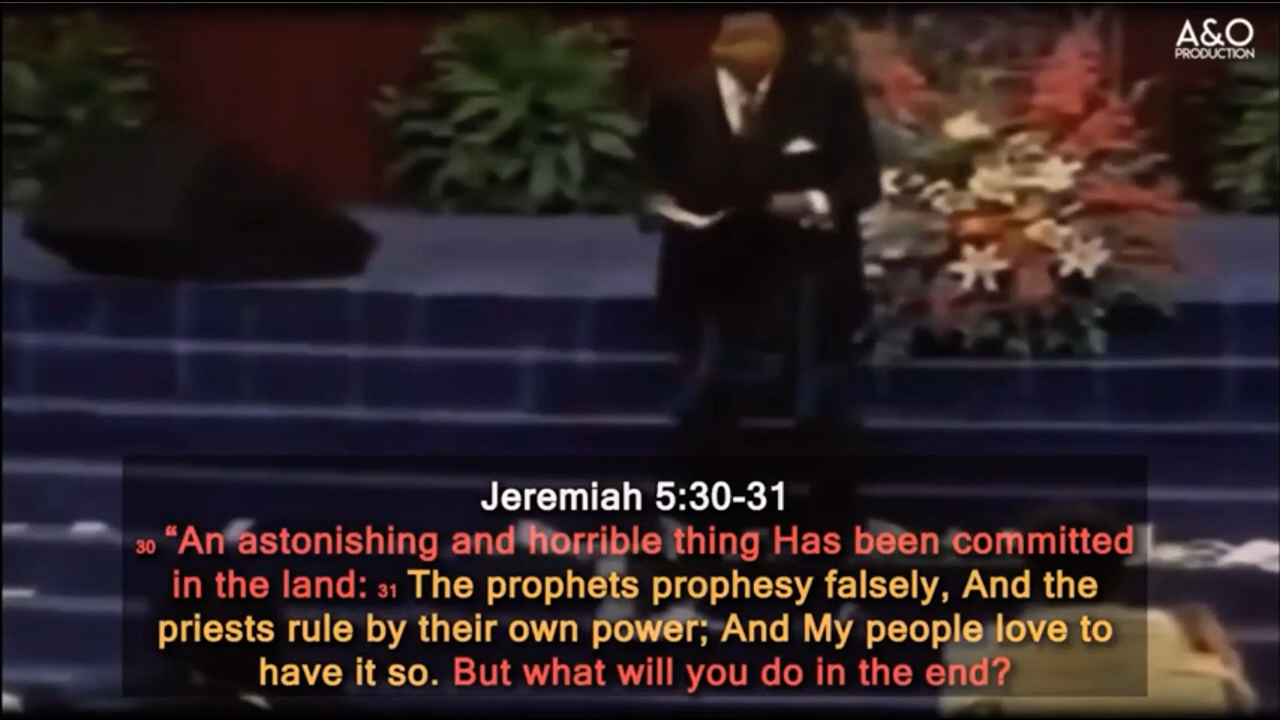 A&O
PRODUCTION
Jeremiah 5:30-31
30 “An astonishing and horrible thing Has been committed
in the land: 31 The prophets prophesy falsely, And the
priests rule by their own power; And My people love to
have it so. But what will you do in the end?